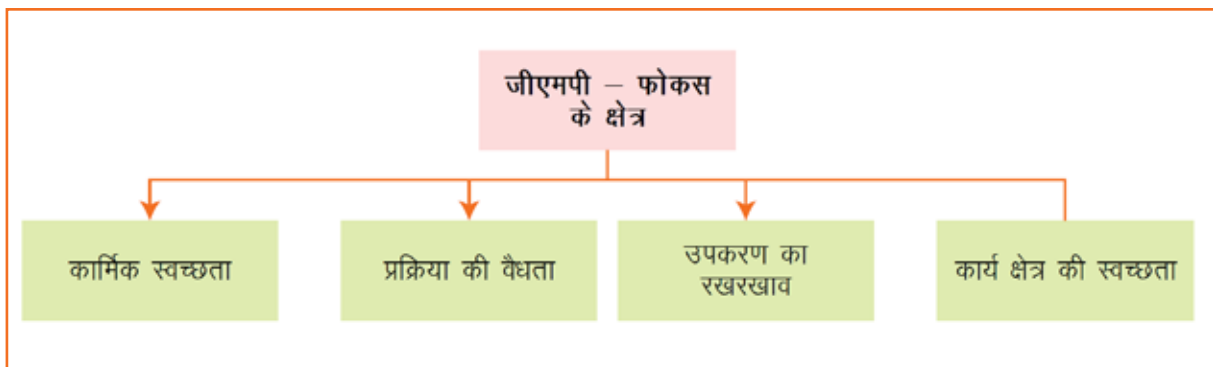 जीएमपी – फोकस
के क्षेत्र
कार्मिक स्वच्छता
प्रक्रिया की वैधता
उपकरण का
रखरखाव
कार्य क्षेत्र की स्वच्छता